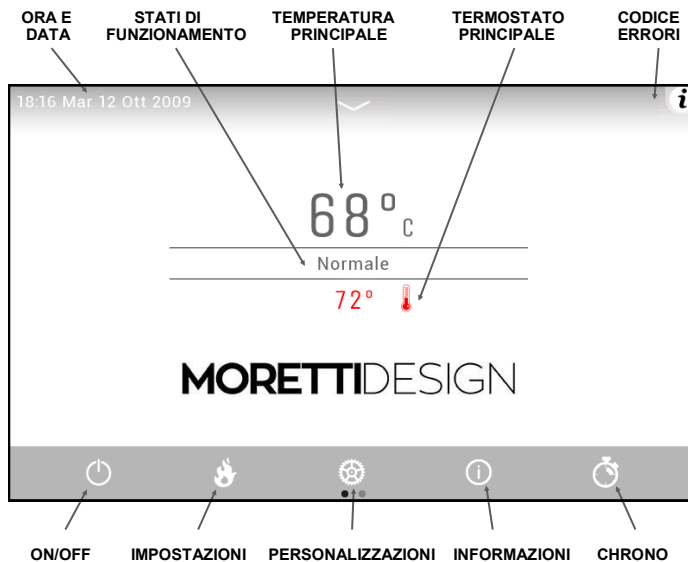 ORA E
DATA
STATI DI
FUNZIONAMENTO
TEMPERATURA
PRINCIPALE
TERMOSTATO
PRINCIPALE
CODICE
ERRORI
18:16 Mar 12 Ott 2009
i
68° C
Normale
72°
MORETTIDESIGN
i
ON/OFF
IMPOSTAZIONI
PERSONALIZZAZIONI
INFORMAZIONI
CHRONO